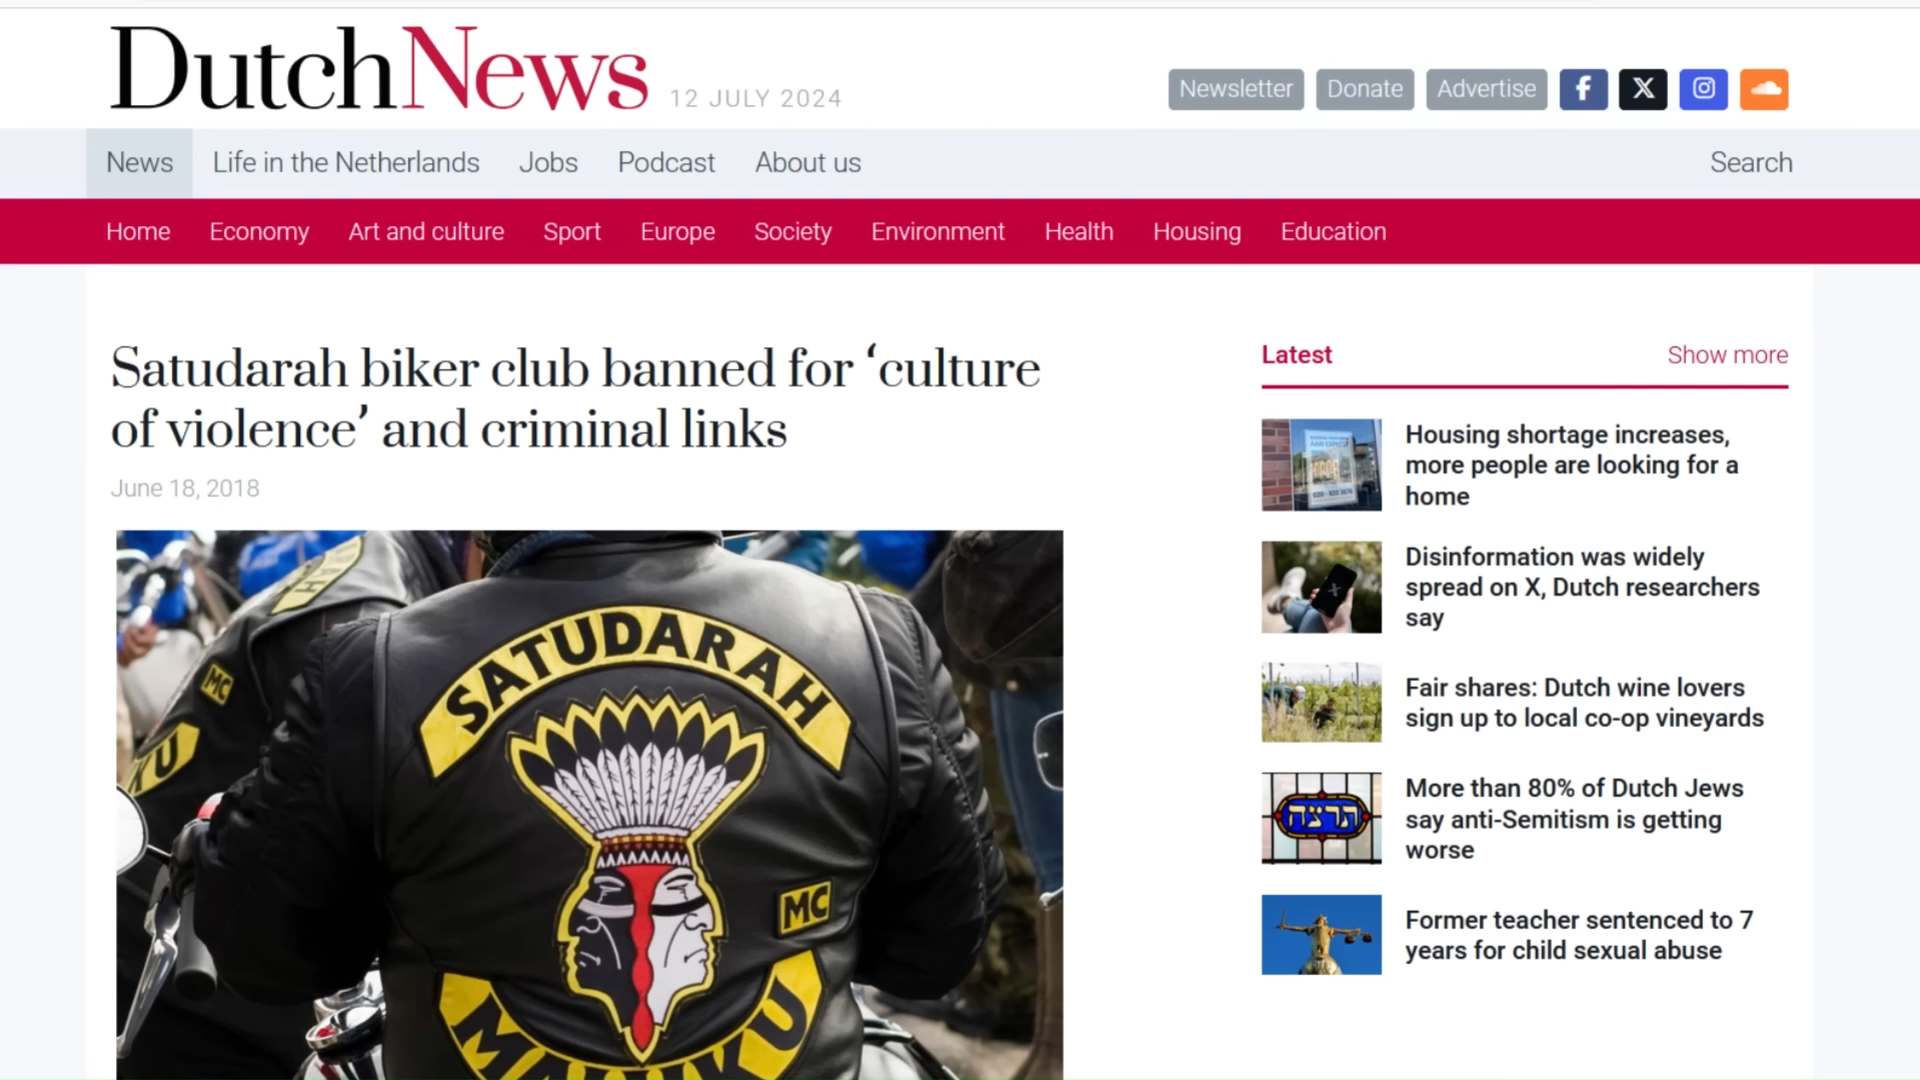 DutchNews 12 JULY 2024
Newsletter Donate Advertise
News Life in the Netherlands Jobs Podcast About us Search
Home Economy Art and culture Sport Europe Society Environment Health Housing Education
Satudarah biker club banned for ‘culture
of violence’ and criminal links
June 18, 2018
SATUDARAH
MC
MC
KU
Latest Show more
Housing shortage increases,
more people are looking for a
home
Disinformation was widely
spread on X, Dutch researchers
say
Fair shares: Dutch wine lovers
sign up to local co-op vineyards
More than 80% of Dutch Jews
say anti-Semitism is getting
worse
תרצה
Former teacher sentenced to 7
years for child sexual abuse